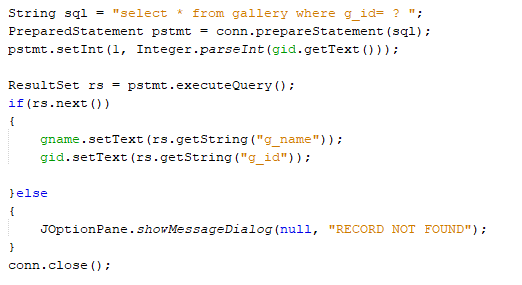 String sql = "select * from gallery where g_id= ? ";
PreparedStatement pstmt = conn.prepareStatement(sql);
pstmt.setInt(1, Integer.parseInt(gid.getText()));

ResultSet rs = pstmt.executeQuery();
if(rs.next())
{
    gname.setText(rs.getString("g_name"));
    gid.setText(rs.getString("g_id"));

}else
{
    JOptionPane.showMessageDialog(null, "RECORD NOT FOUND");
}
conn.close();